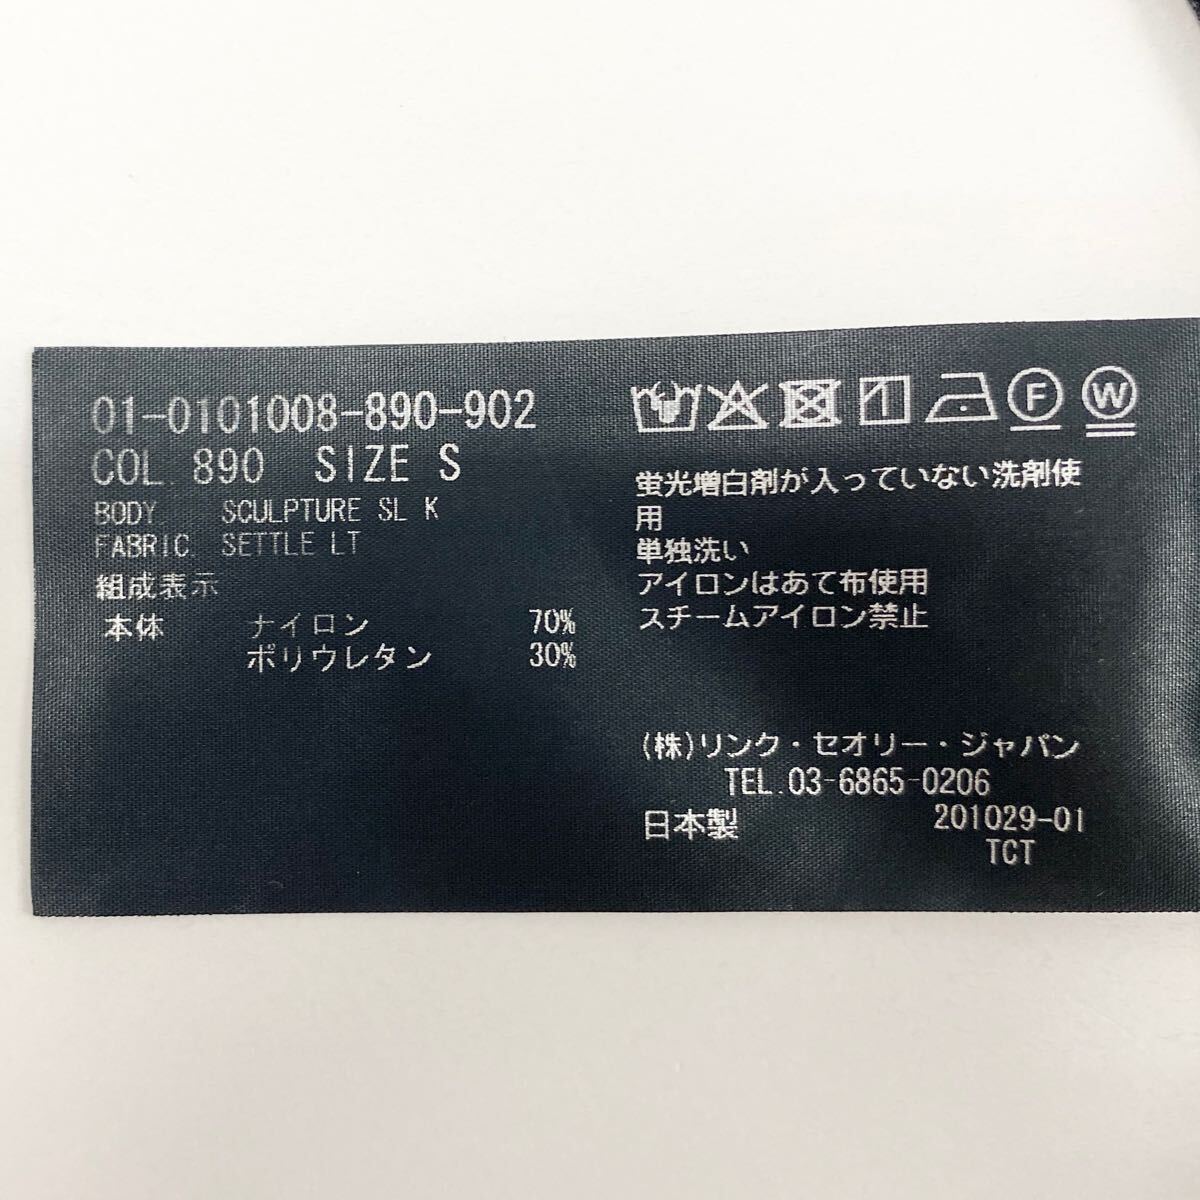 01-0101008-890-902
COL. 890 SIZE S
BODY. SCULPTURE SL K
FABRIC. SETTLE LT
組成表示
本体 ナイロン 70%
ポリウレタン 30%
F W
蛍光増白剤が入っていない洗剤使
用
単独洗い
アイロンはあて布使用
スチームアイロン禁止
(株)リンク・セオリー・ジャパン
TEL.03-6865-0206
日本製 201029-01
TCT